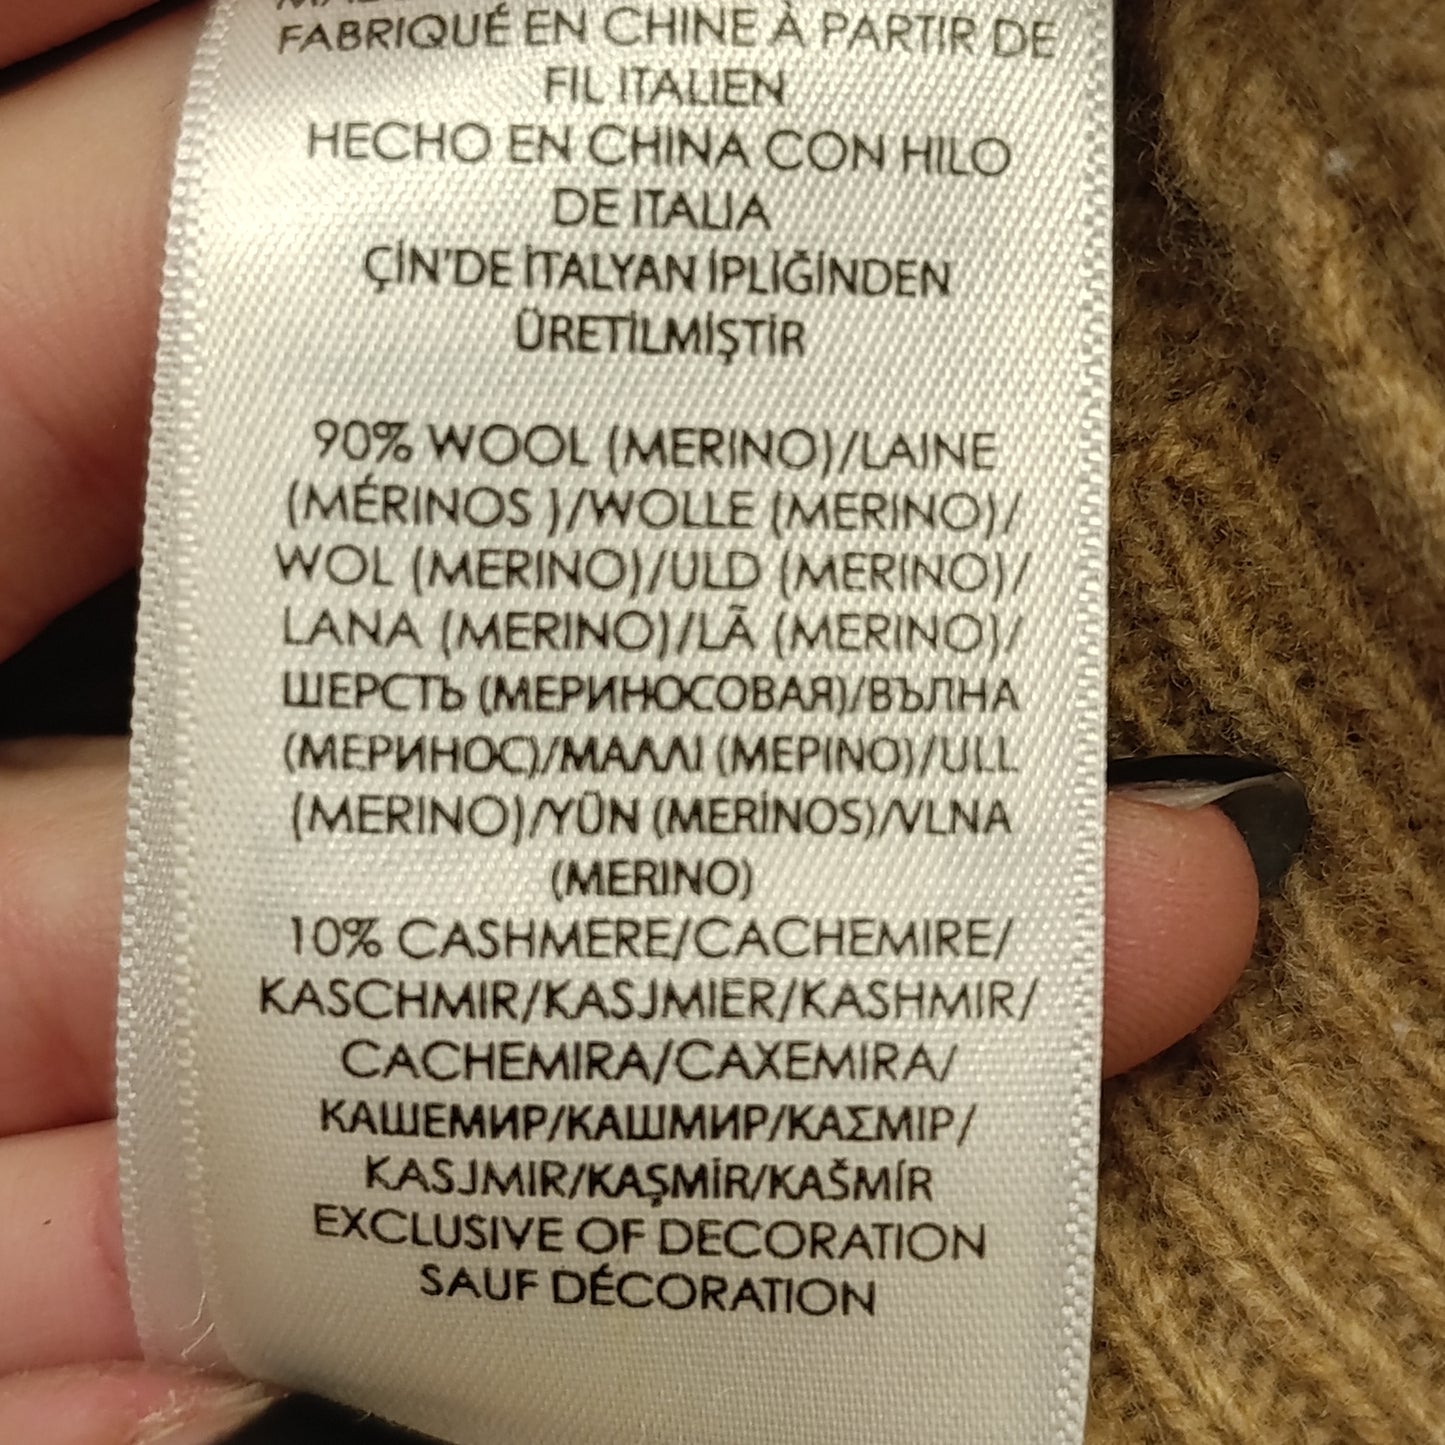 FABRIQUÉ EN CHINE À PARTIR DE
FIL ITALIEN
HECHO EN CHINA CON HILO
DE ITALIA
ÇİN'DE İTALYAN İPLİĞİNDEN
ÜRETİLMİŞTİR
90% WOOL (MERINO)/LAINE
(MÉRINOS )/WOLLE (MERINO)/
WOL (MERINO)/ULD (MERINO)/
LANA (MERINO)/LÃ (MERINO)/
ШЕРСТЬ (МЕРИНОСОВАЯ)/ВЪЛНА
(МЕРИНОС)/ΜΑΛΛΙ (ΜΕΡΙΝΟ)/ULL
(MERINO)/YÜN (MERİNOS)/VLNA
(MERINO)
10% CASHMERE/CACHEMIRE/
KASCHMIR/KASJMIER/KASHMIR/
CACHEMIRA/CAXEMIRA/
КАШЕМИР/КАШМИР/ΚΑΣΜΙΡ/
KASJMIR/KAŞMİR/KAŠMÍR
EXCLUSIVE OF DECORATION
SAUF DÉCORATION